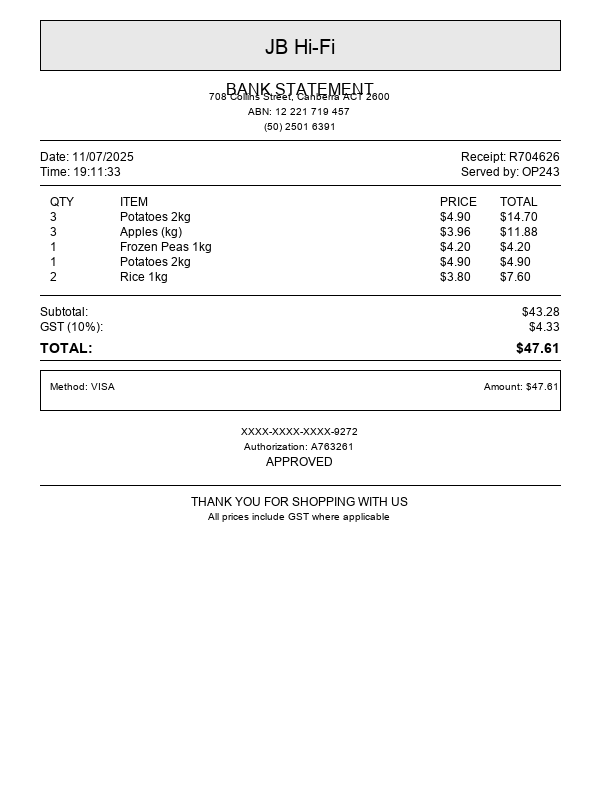 JB Hi-Fi
BANK STATEMENT
708 Collins Street, Canberra ACT 2600
ABN: 12 221 719 457
(50) 2501 6391
Date: 11/07/2025 Receipt: R704626
Time: 19:11:33 Served by: OP243
QTY ITEM PRICE TOTAL
3 Potatoes 2kg $4.90 $14.70
3 Apples (kg) $3.96 $11.88
1 Frozen Peas 1kg $4.20 $4.20
1 Potatoes 2kg $4.90 $4.90
2 Rice 1kg $3.80 $7.60
Subtotal: $43.28
GST (10%): $4.33
TOTAL: $47.61
Method: VISA Amount: $47.61
XXXX-XXXX-XXXX-9272
Authorization: A763261
APPROVED
THANK YOU FOR SHOPPING WITH US
All prices include GST where applicable